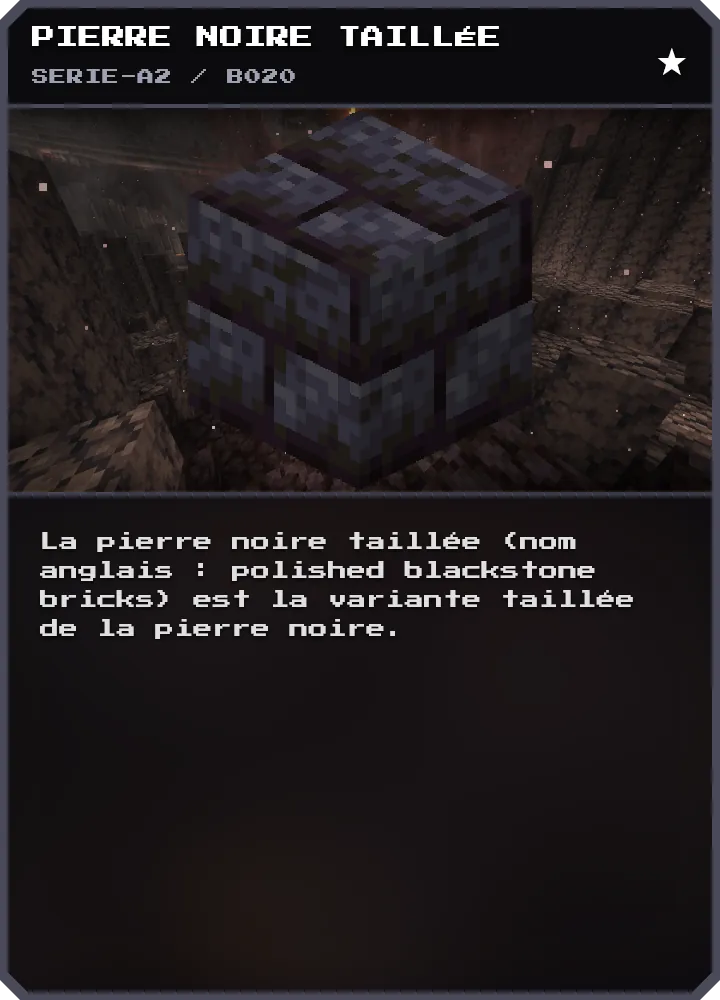 PIERRE NOIRE TAILLéE
SERIE-A2 / B020
La pierre noire taillée (nom
anglais : polished blackstone
bricks) est la variante taillée
de la pierre noire.